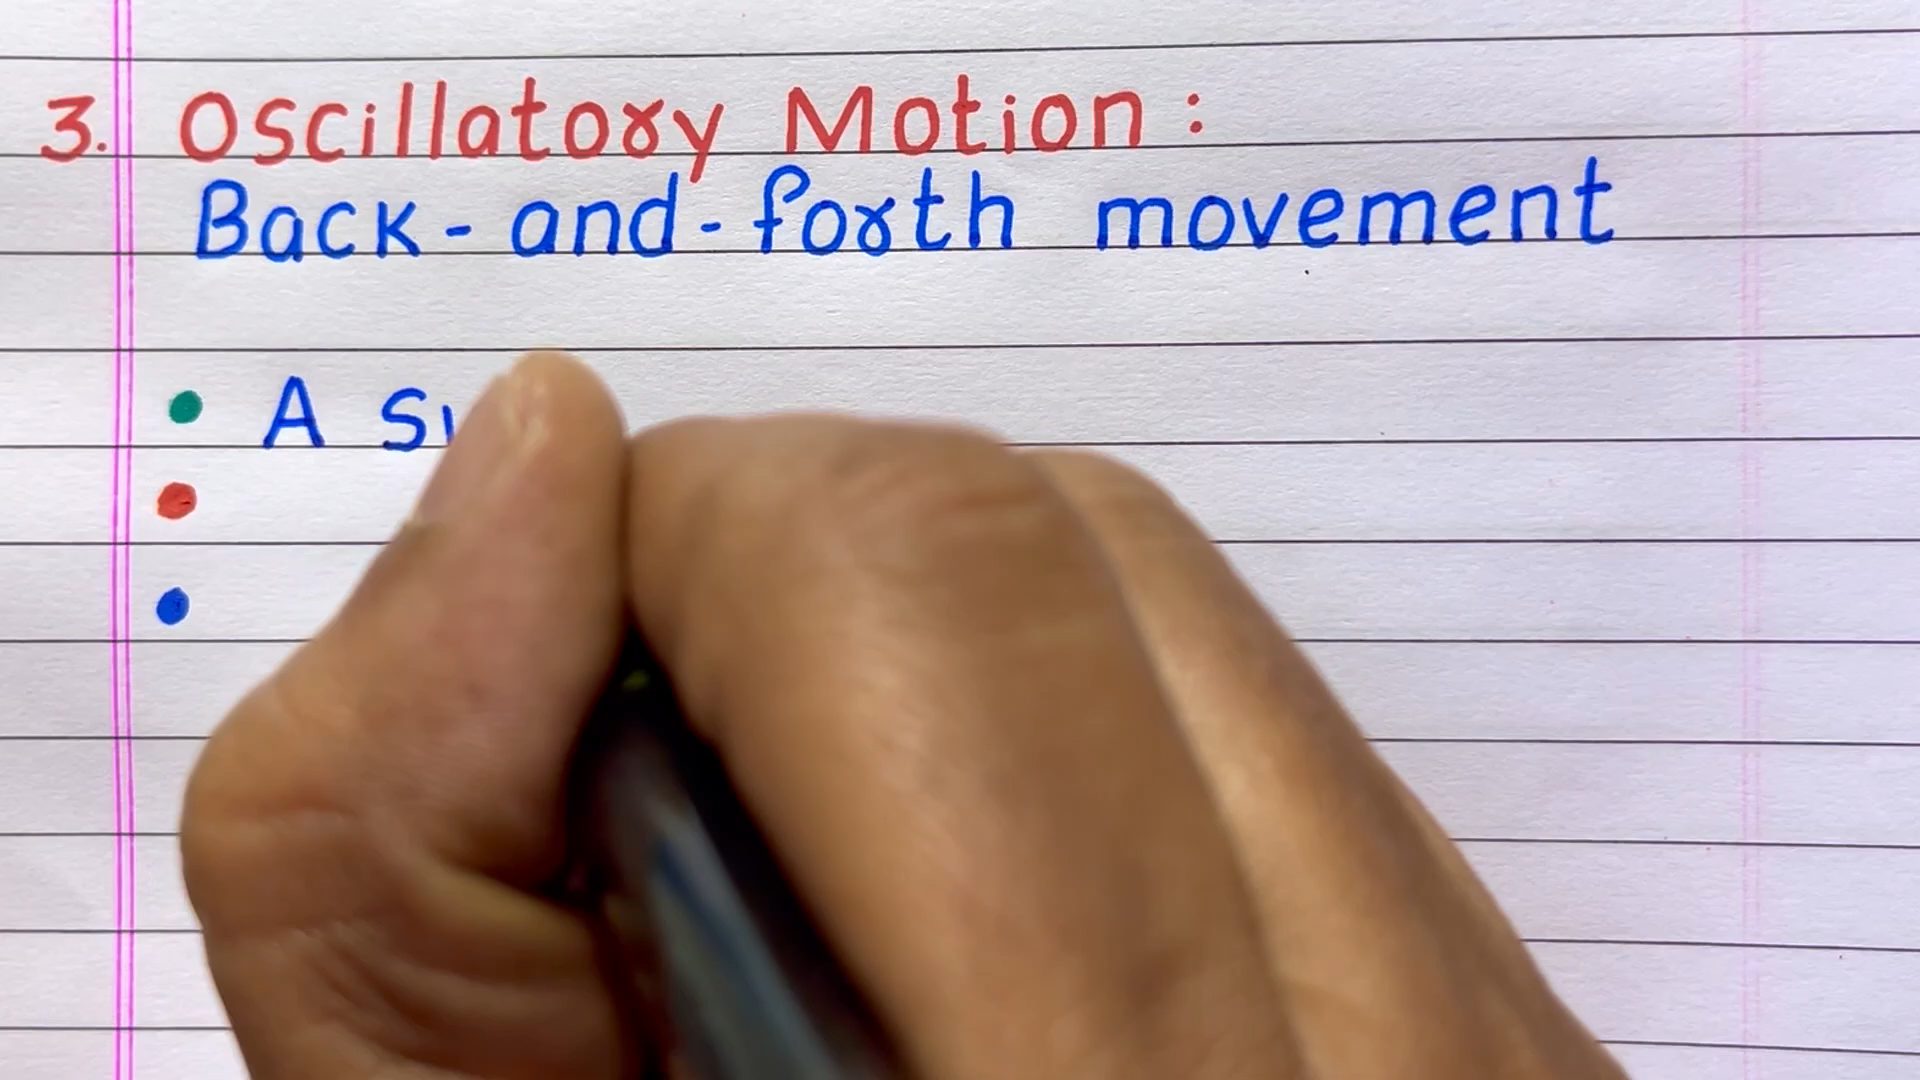 3. Oscillatory Motion :
Back-and-forth movement
• A
•
•